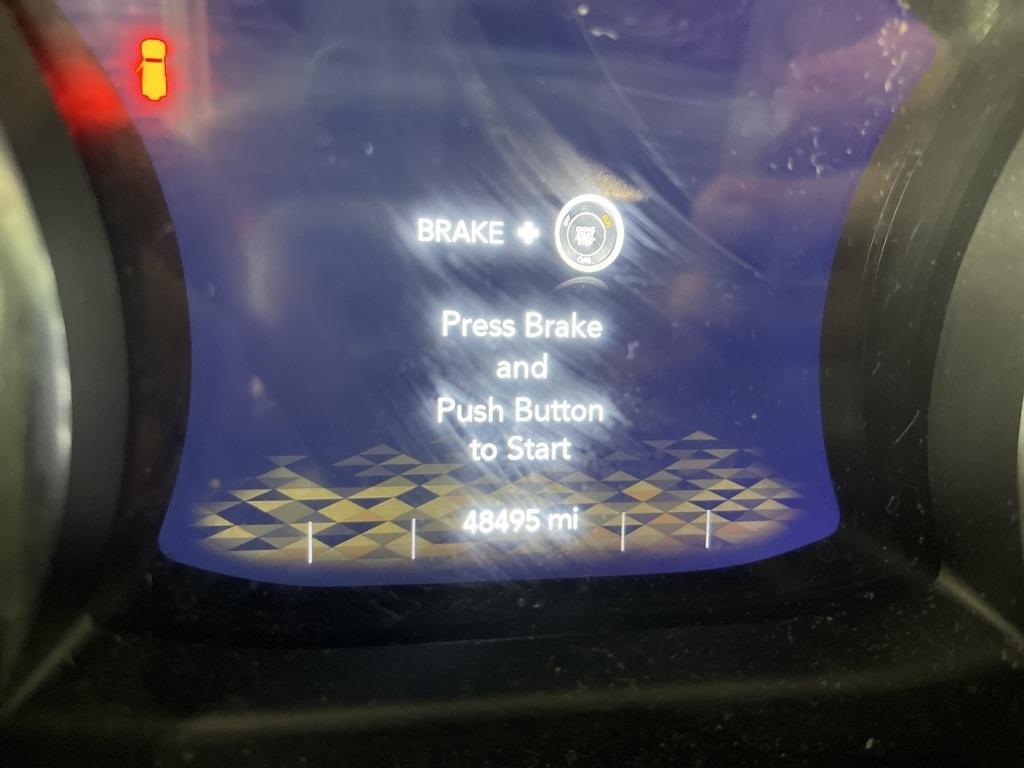 BRAKE +
Press Brake
and
Push Button
to Start
48495 mi